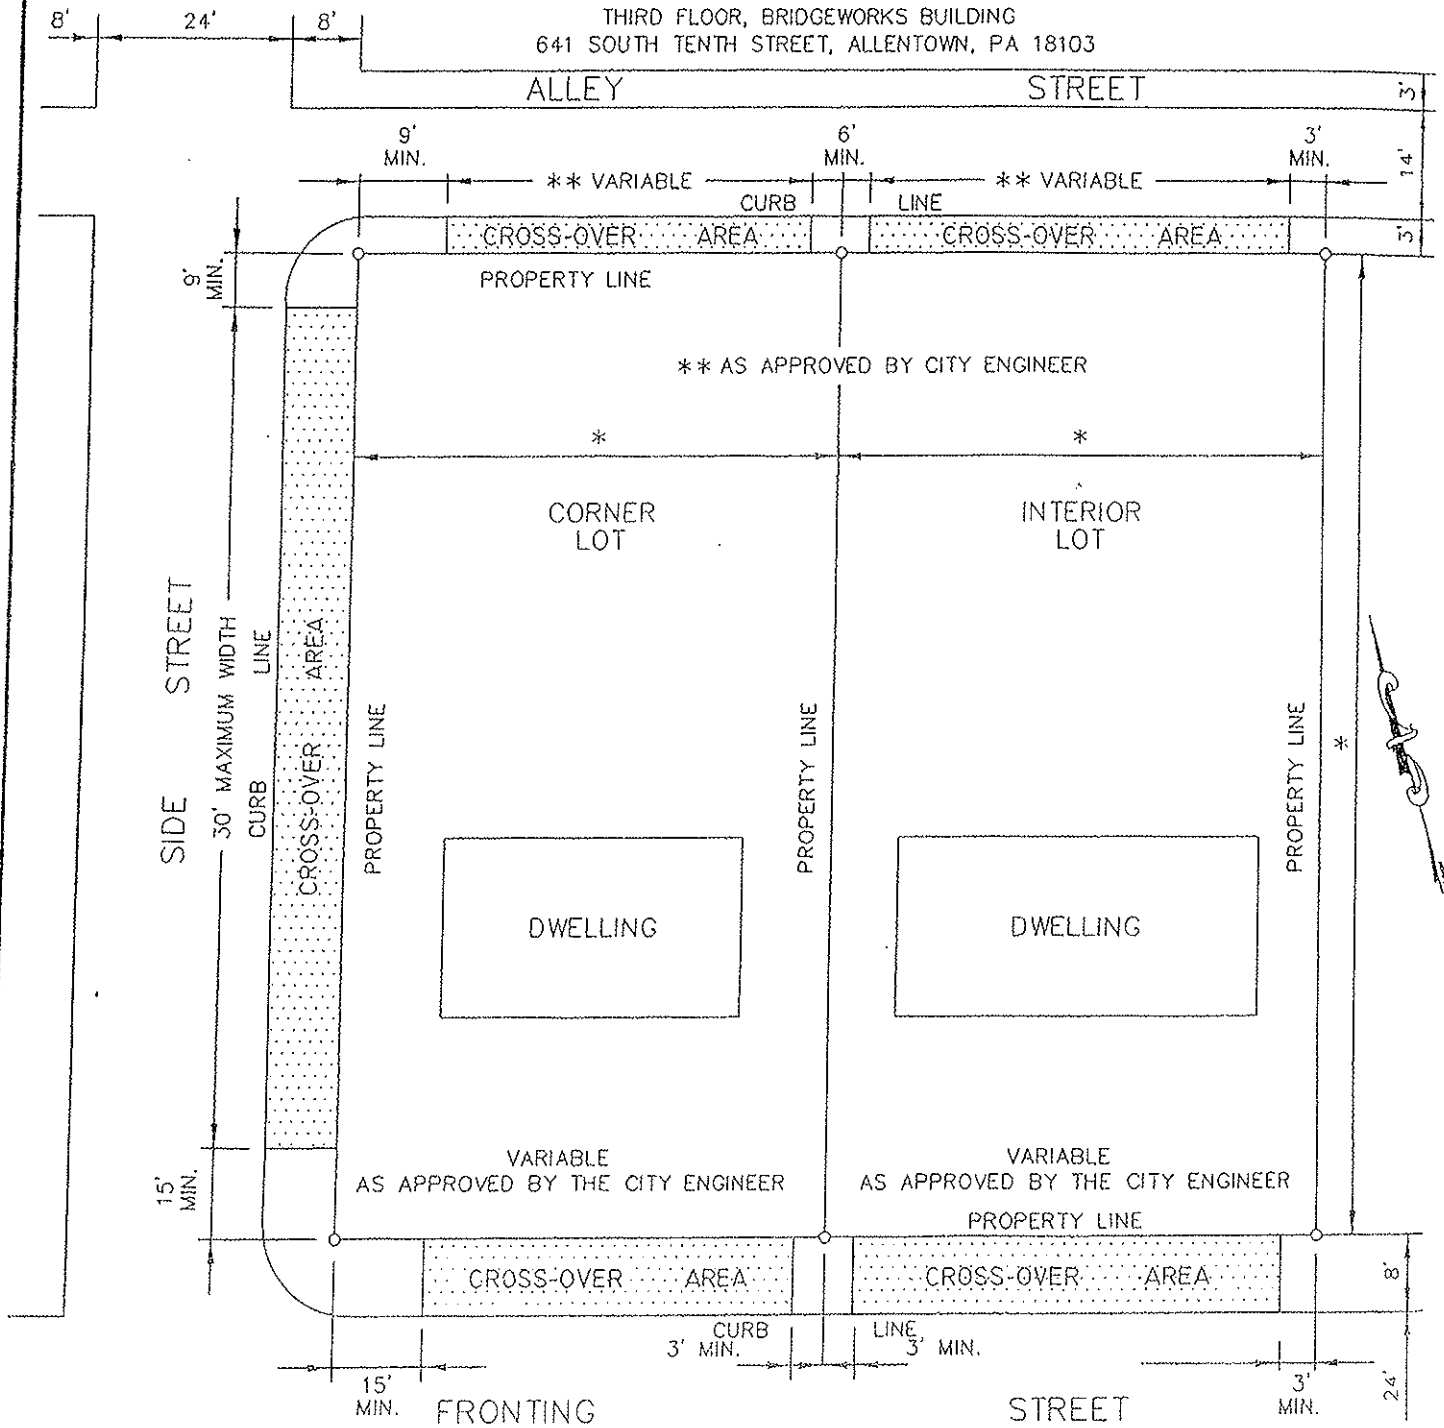 THIRD FLOOR, BRIDGEWORKS BUILDING
641 SOUTH TENTH STREET, ALLENTOWN, PA 18103
8' 24' 8'
ALLEY STREET
3'
9' MIN.
6' MIN.
3' MIN.
14'
** VARIABLE
** VARIABLE
CURB LINE
CROSS-OVER AREA
CROSS-OVER AREA
3'
9' MIN.
PROPERTY LINE
** AS APPROVED BY CITY ENGINEER
*
*
CORNER
LOT
INTERIOR
LOT
SIDE STREET
30' MAXIMUM WIDTH
CURB LINE
CROSS-OVER AREA
PROPERTY LINE
PROPERTY LINE
PROPERTY LINE
*
DWELLING
DWELLING
15' MIN.
VARIABLE
AS APPROVED BY THE CITY ENGINEER
VARIABLE
AS APPROVED BY THE CITY ENGINEER
PROPERTY LINE
CROSS-OVER AREA
CROSS-OVER AREA
8'
CURB LINE
3' MIN.
3' MIN.
15' MIN.
3' MIN.
24'
FRONTING STREET